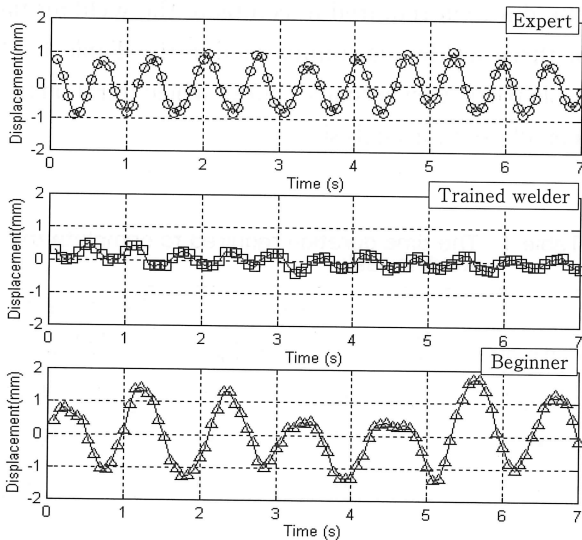 Expert
Displacement(mm)
2
1
0
-1
-2
0 1 2 3 4 5 6 7
Time (s)
Trained welder
Displacement(mm)
2
1
0
-1
-2
0 1 2 3 4 5 6 7
Time (s)
Beginner
Displacement(mm)
2
1
0
-1
-2
0 1 2 3 4 5 6 7
Time (s)